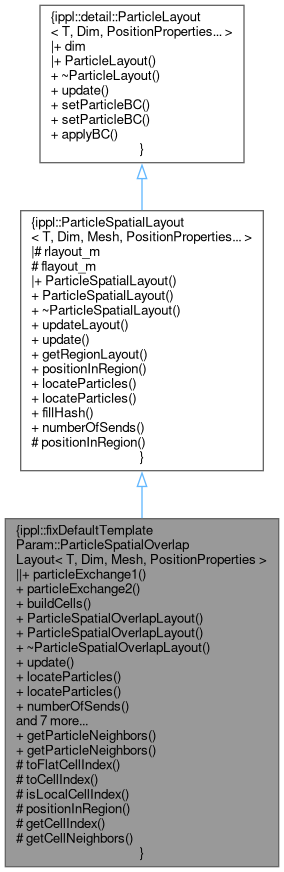 {ippl::detail::ParticleLayout
< T, Dim, PositionProperties... >
|+ dim
|+ ParticleLayout()
+ ~ParticleLayout()
+ update()
+ setParticleBC()
+ setParticleBC()
+ applyBC()
}
{ippl::ParticleSpatialLayout
< T, Dim, Mesh, PositionProperties... >
|# rlayout_m
# flayout_m
|+ ParticleSpatialLayout()
+ ParticleSpatialLayout()
+ ~ParticleSpatialLayout()
+ updateLayout()
+ update()
+ getRegionLayout()
+ positionInRegion()
+ locateParticles()
+ locateParticles()
+ fillHash()
+ numberOfSends()
# positionInRegion()
}
{ippl::fixDefaultTemplate
Param::ParticleSpatialOverlap
Layout< T, Dim, Mesh, PositionProperties >
||+ particleExchange1()
+ particleExchange2()
+ buildCells()
+ ParticleSpatialOverlapLayout()
+ ParticleSpatialOverlapLayout()
+ ~ParticleSpatialOverlapLayout()
+ update()
+ locateParticles()
+ locateParticles()
+ numberOfSends()
and 7 more...
+ getParticleNeighbors()
+ getParticleNeighbors()
# toFlatCellIndex()
# toCellIndex()
# isLocalCellIndex()
# positionInRegion()
# getCellIndex()
# getCellNeighbors()
}